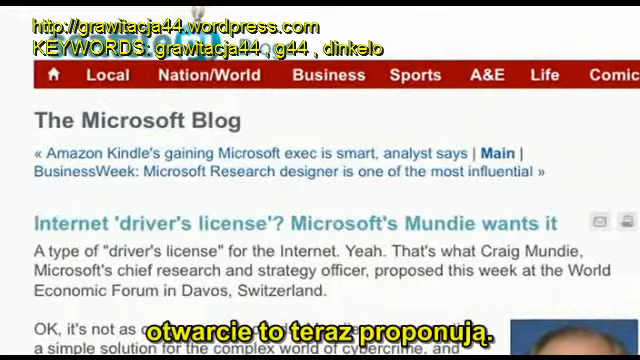 http://grawitacja44.wordpress.com
KEYWORDS: grawitacja44 , g44 , dinkelo
Local Nation/World Business Sports A&E Life Comic
The Microsoft Blog
« Amazon Kindle's gaining Microsoft exec is smart, analyst says | Main |
BusinessWeek: Microsoft Research designer is one of the most influential »
Internet 'driver's license'? Microsoft's Mundie wants it
A type of "driver's license" for the Internet. Yeah. That's what Craig Mundie,
Microsoft's chief research and strategy officer, proposed this week at the World
Economic Forum in Davos, Switzerland.
OK, it's not as
otwarcie to teraz proponują.
a simple solution for the complex world of cybercrime, and